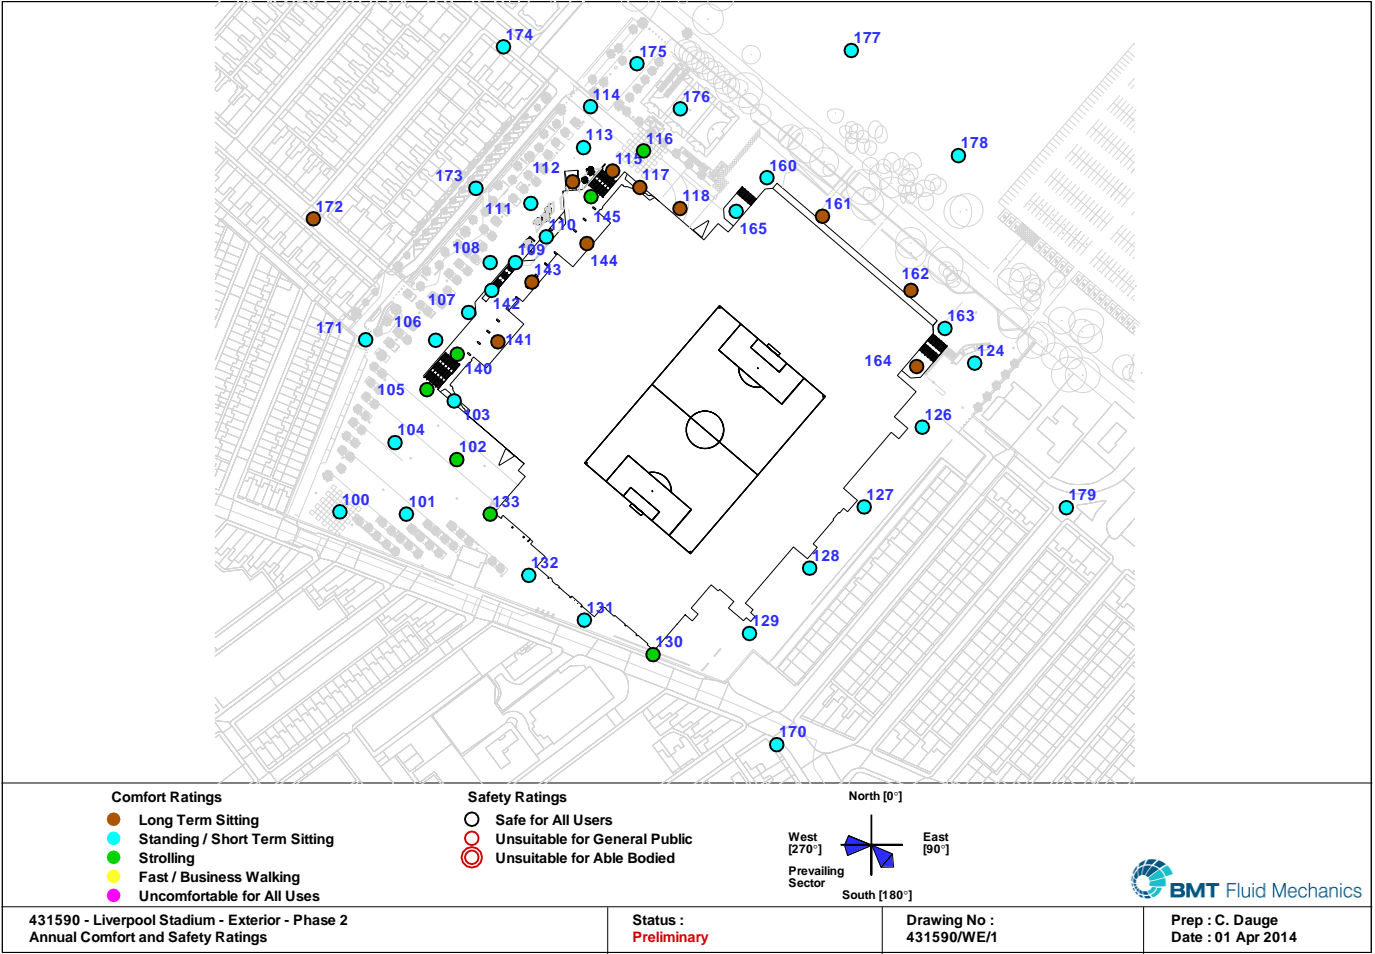 174
177
175
114
176
113
116
178
112
115
160
173
117
172
118
161
111
165
145
110
108
109
144
143
162
107
142
163
171
106
141
124
140
164
105
103
104
126
102
100
101
133
127
179
132
128
131
129
130
170
Comfort Ratings
Long Term Sitting
Standing / Short Term Sitting
Strolling
Fast / Business Walking
Uncomfortable for All Uses
Safety Ratings
Safe for All Users
Unsuitable for General Public
Unsuitable for Able Bodied
North [0°]
West
[270°]
East
[90°]
Prevailing
Sector
South [180°]
BMT Fluid Mechanics
431590 - Liverpool Stadium - Exterior - Phase 2
Annual Comfort and Safety Ratings
Status :
Preliminary
Drawing No :
431590/WE/1
Prep : C. Dauge
Date : 01 Apr 2014